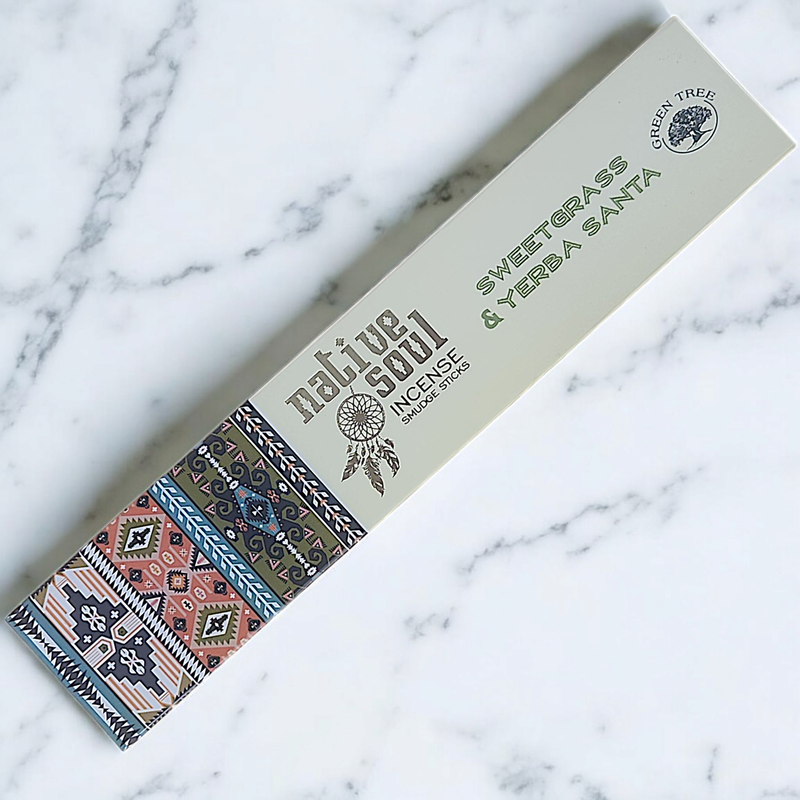 GREEN TREE
SWEETGRASS
& YERBA SANTA
native
soul
INCENSE
SMUDGE STICKS